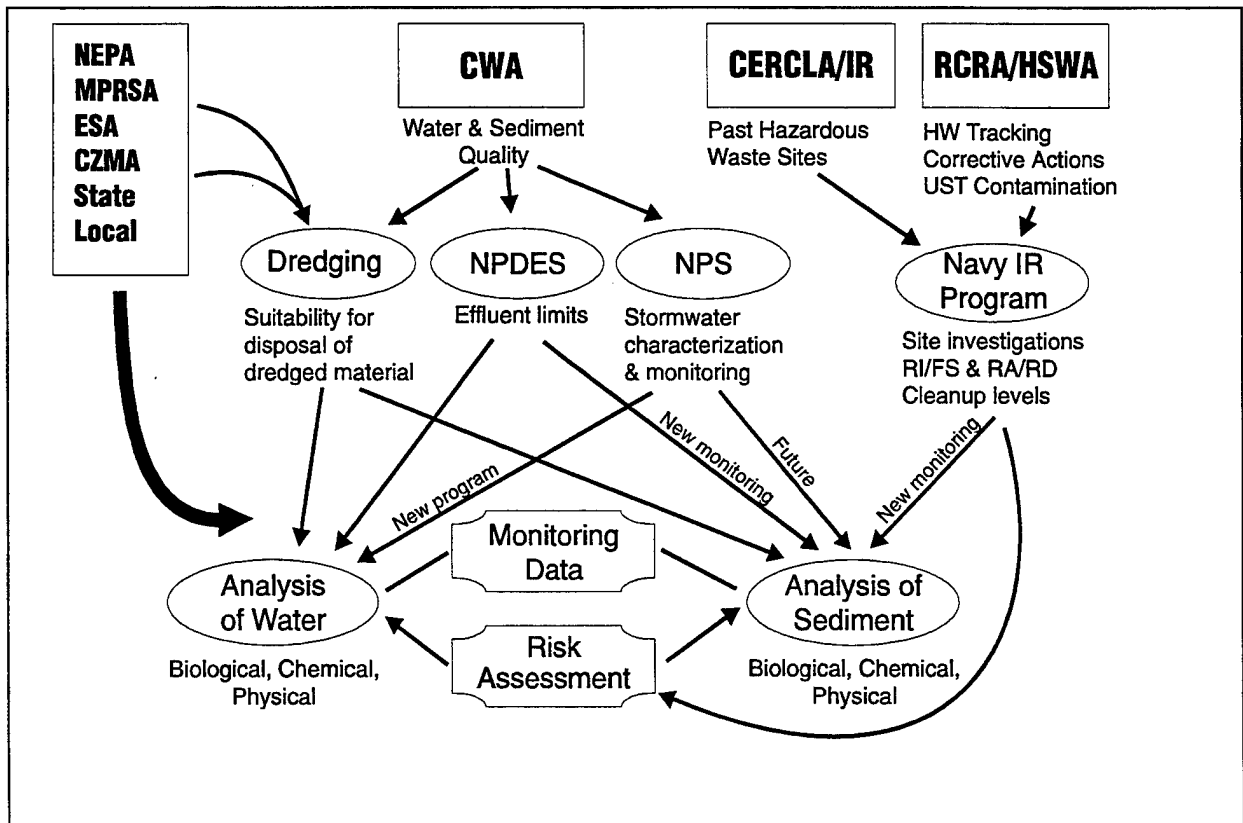 NEPA
MPRSA
ESA
CZMA
State
Local
CWA
Water & Sediment
Quality
CERCLA/IR
Past Hazardous
Waste Sites
RCRA/HSWA
HW Tracking
Corrective Actions
UST Contamination
Dredging
Suitability for
disposal of
dredged material
NPDES
Effluent limits
NPS
Stormwater
characterization
& monitoring
Navy IR
Program
Site investigations
RI/FS & RA/RD
Cleanup levels
New program
New monitoring
Future
New monitoring
Analysis
of Water
Biological, Chemical,
Physical
Monitoring
Data
Risk
Assessment
Analysis of
Sediment
Biological, Chemical,
Physical